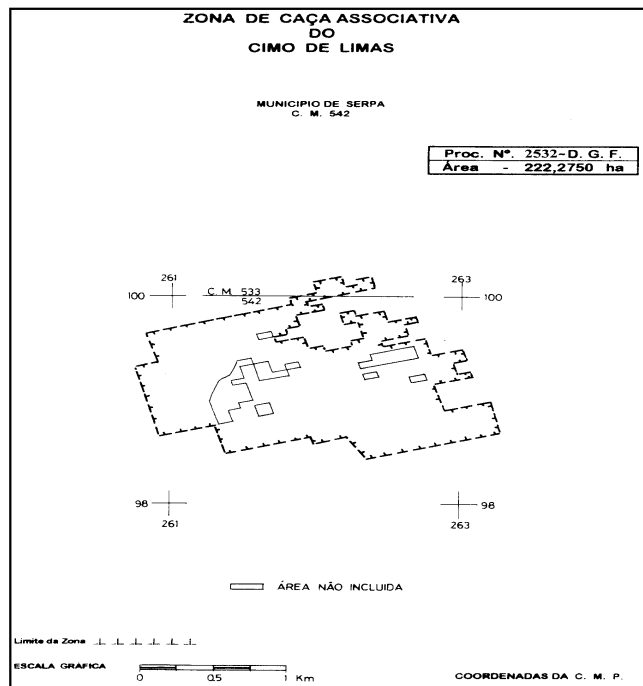 ZONA DE CAÇA ASSOCIATIVA
DO
CIMO DE LIMAS
MUNICIPIO DE SERPA
C. M. 542
Proc. Nº. 2532-D. G. F.
Área - 222,2750 ha
261
263
100
C. M. 533
542
100
98
98
261
263
ÁREA NÃO INCLUIDA
Limite da Zona
ESCALA GRAFICA
0 0,5 1 Km
COORDENADAS DA C. M. P.